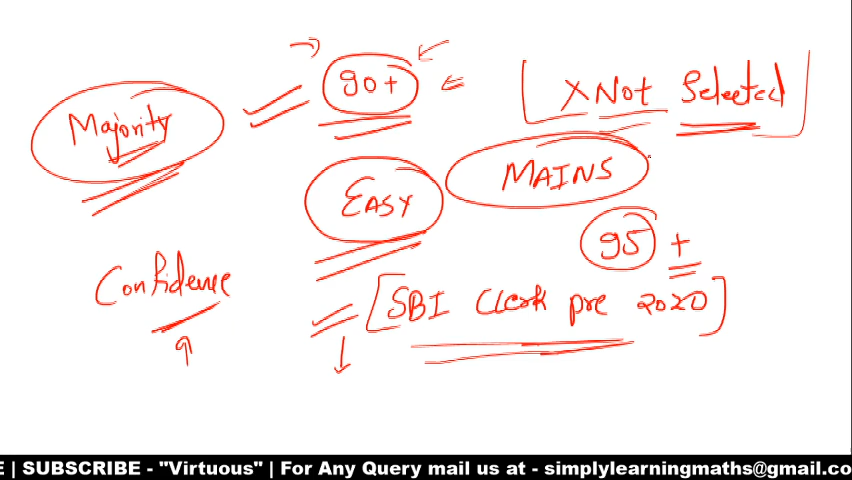 90+
XNot Selected
Majority
MAINS
EASY
95 +
Confidence
[SBI Clerk pre 2020]
E | SUBSCRIBE - "Virtuous" | For Any Query mail us at - simplylearningmaths@gmail.co